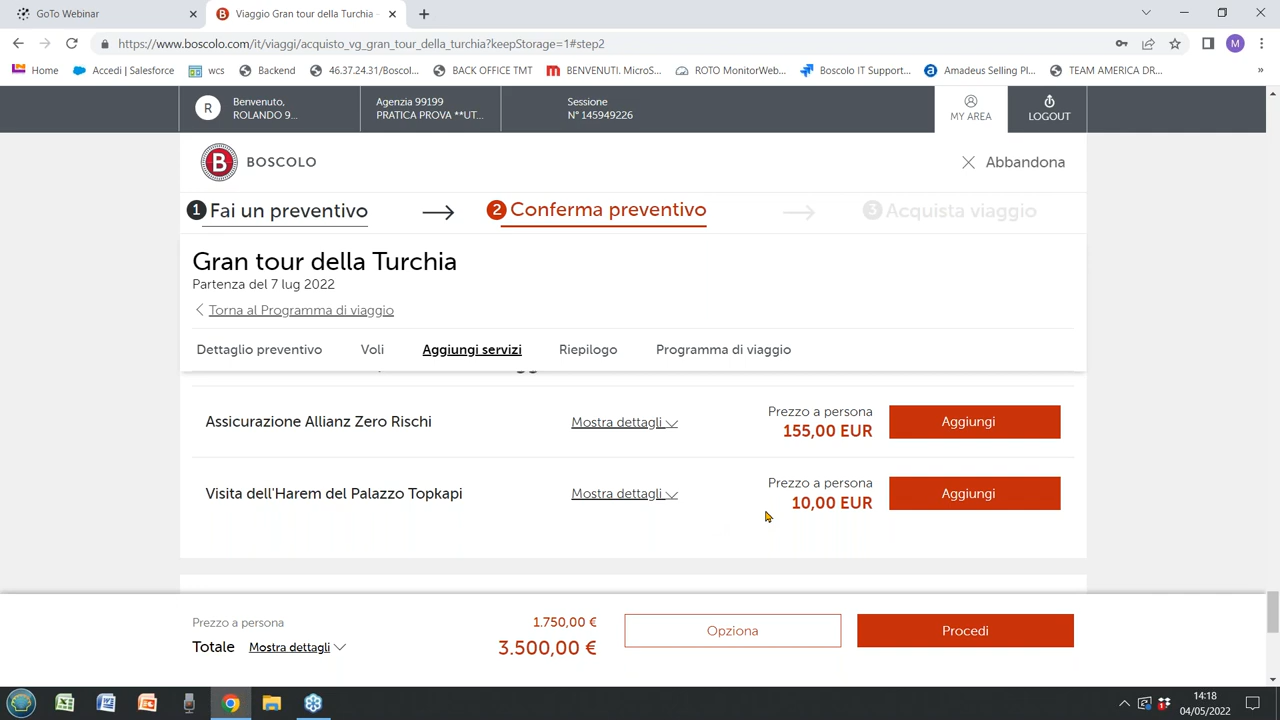 GoTo Webinar
Viaggio Gran tour della Turchia -
https://www.boscolo.com/it/viaggi/acquisto_vg_gran_tour_della_turchia?keepStorage=1#step2
M
Home
Accedi | Salesforce
wcs
Backend
46.37.24.31/Boscol...
BACK OFFICE TMT
BENVENUTI. MicroS...
ROTO MonitorWeb...
Boscolo IT Support...
Amadeus Selling Pl...
TEAM AMERICA DR...
»
R
Benvenuto,
ROLANDO 9...
Agenzia 99199
PRATICA PROVA **UT...
Sessione
N° 145949226
MY AREA
LOGOUT
B BOSCOLO
Abbandona
1 Fai un preventivo
2 Conferma preventivo
3 Acquista viaggio
Gran tour della Turchia
Partenza del 7 lug 2022
Torna al Programma di viaggio
Dettaglio preventivo
Voli
Aggiungi servizi
Riepilogo
Programma di viaggio
Assicurazione Allianz Zero Rischi
Mostra dettagli
Prezzo a persona
155,00 EUR
Aggiungi
Visita dell'Harem del Palazzo Topkapi
Mostra dettagli
Prezzo a persona
10,00 EUR
Aggiungi
Prezzo a persona
1.750,00 €
Totale
Mostra dettagli
3.500,00 €
Opziona
Procedi
14:18
04/05/2022